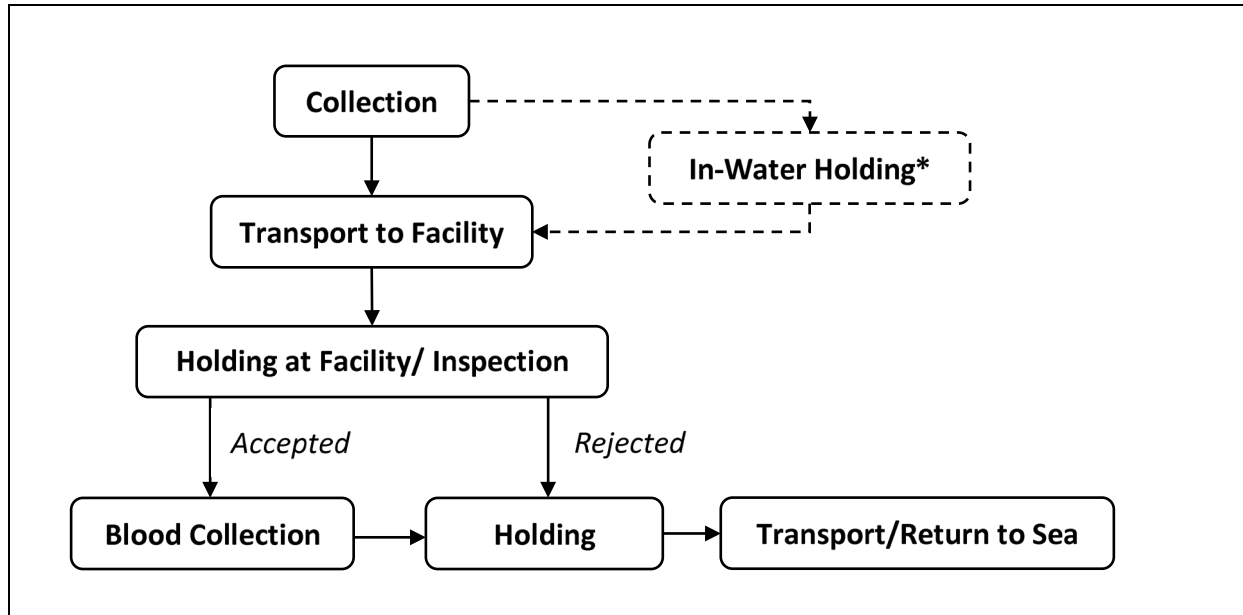 Collection
In-Water Holding*
Transport to Facility
Holding at Facility/ Inspection
Accepted
Rejected
Blood Collection
Holding
Transport/Return to Sea